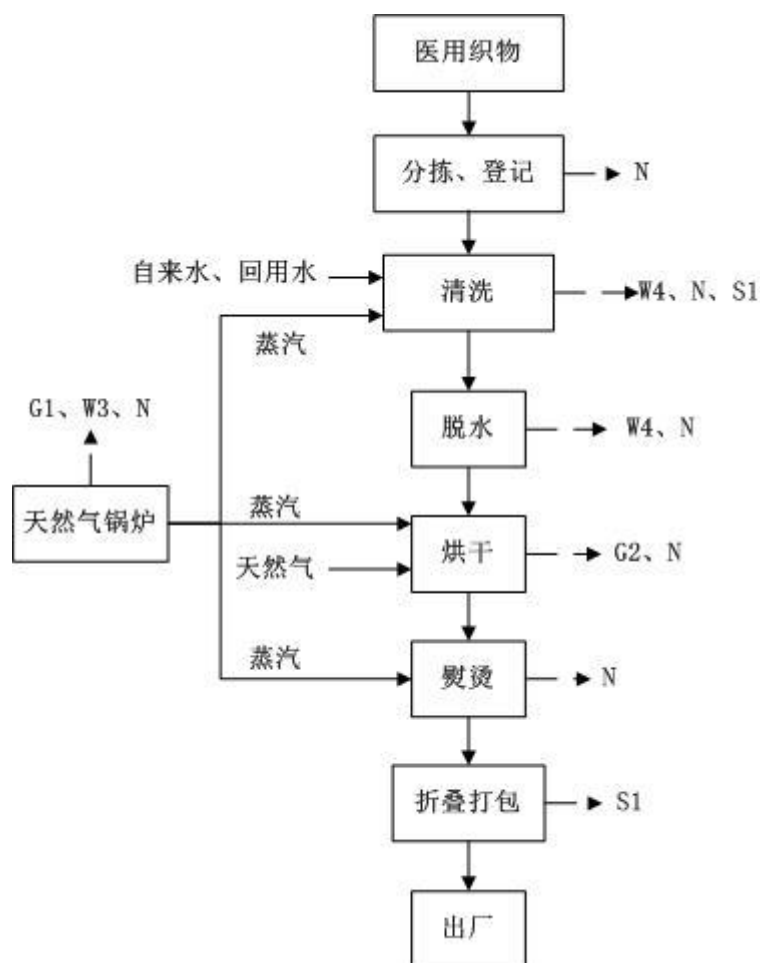 医用织物
分拣、登记
N
自来水、回用水
清洗
W4、N、S1
蒸汽
G1、W3、N
脱水
W4、N
天然气锅炉
蒸汽
烘干
G2、N
天然气
蒸汽
熨烫
N
折叠打包
S1
出厂